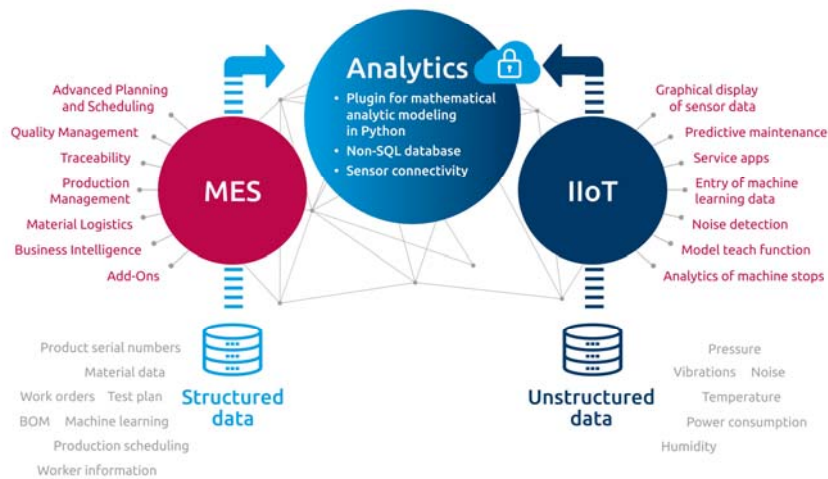 Analytics
• Plugin for mathematical
analytic modeling
in Python
• Non-SQL database
• Sensor connectivity
Advanced Planning
and Scheduling
Quality Management
Traceability
Production
Management
Material Logistics
Business Intelligence
Add-Ons
MES
IIoT
Graphical display
of sensor data
Predictive maintenance
Service apps
Entry of machine
learning data
Noise detection
Model teach function
Analytics of machine stops
Product serial numbers
Material data
Work orders Test plan
BOM Machine learning
Production scheduling
Worker information
Structured
data
Unstructured
data
Pressure
Vibrations Noise
Temperature
Power consumption
Humidity